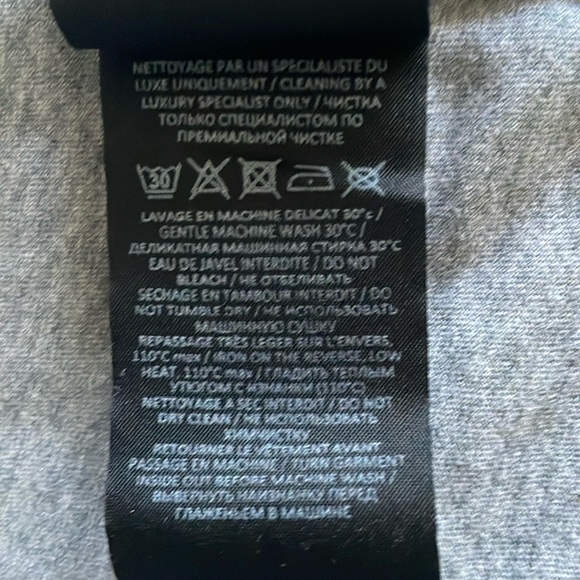 NETTOYAGE PAR UN SPECILAUSTE DU
LUXE UNIQUEMENT / CLEANING BY A
LUXURY SPECIALIST ONLY / ЧИСТКА
ТОЛЬКО СПЕЦИАЛИСТОМ ПО
ПРЕМИАЛЬНОЙ ЧИСТКЕ
30
LAVAGE EN MACHINE DELICAT 30°c /
GENTLE MACHINE WASH 30°C /
ДЕЛИКАТНАЯ МАШИННАЯ СТИРКА 30°C
EAU DE JAVEL INTERDITE / DO NOT
BLEACH / НЕ ОТБЕЛИВАТЬ
SECHAGE EN TAMBOUR INTERDIT / DO
NOT TUMBLE DRY / НЕ ИСПОЛЬЗОВАТЬ
МАШИННУЮ СУШКУ
REPASSAGE TRÈS LEGER SUR L'ENVERS,
110°C max / IRON ON THE REVERSE, LOW
HEAT, 110°C max / ГЛАДИТЬ ТЕПЛЫМ
УТЮГОМ С ИЗНАНКИ (110°C)
NETTOYAGE A SEC INTERDIT / DO NOT
DRY CLEAN / НЕ ИСПОЛЬЗОВАТЬ
ХИМЧИСТКУ
RETOURNER LE VÊTEMENT AVANT
PASSAGE EN MACHINE / TURN GARMENT
INSIDE OUT BEFORE MACHINE WASH /
ВЫВЕРНУТЬ НАИЗНАНКУ ПЕРЕД
ГЛАЖЕНЬЕМ В МАШИНЕ